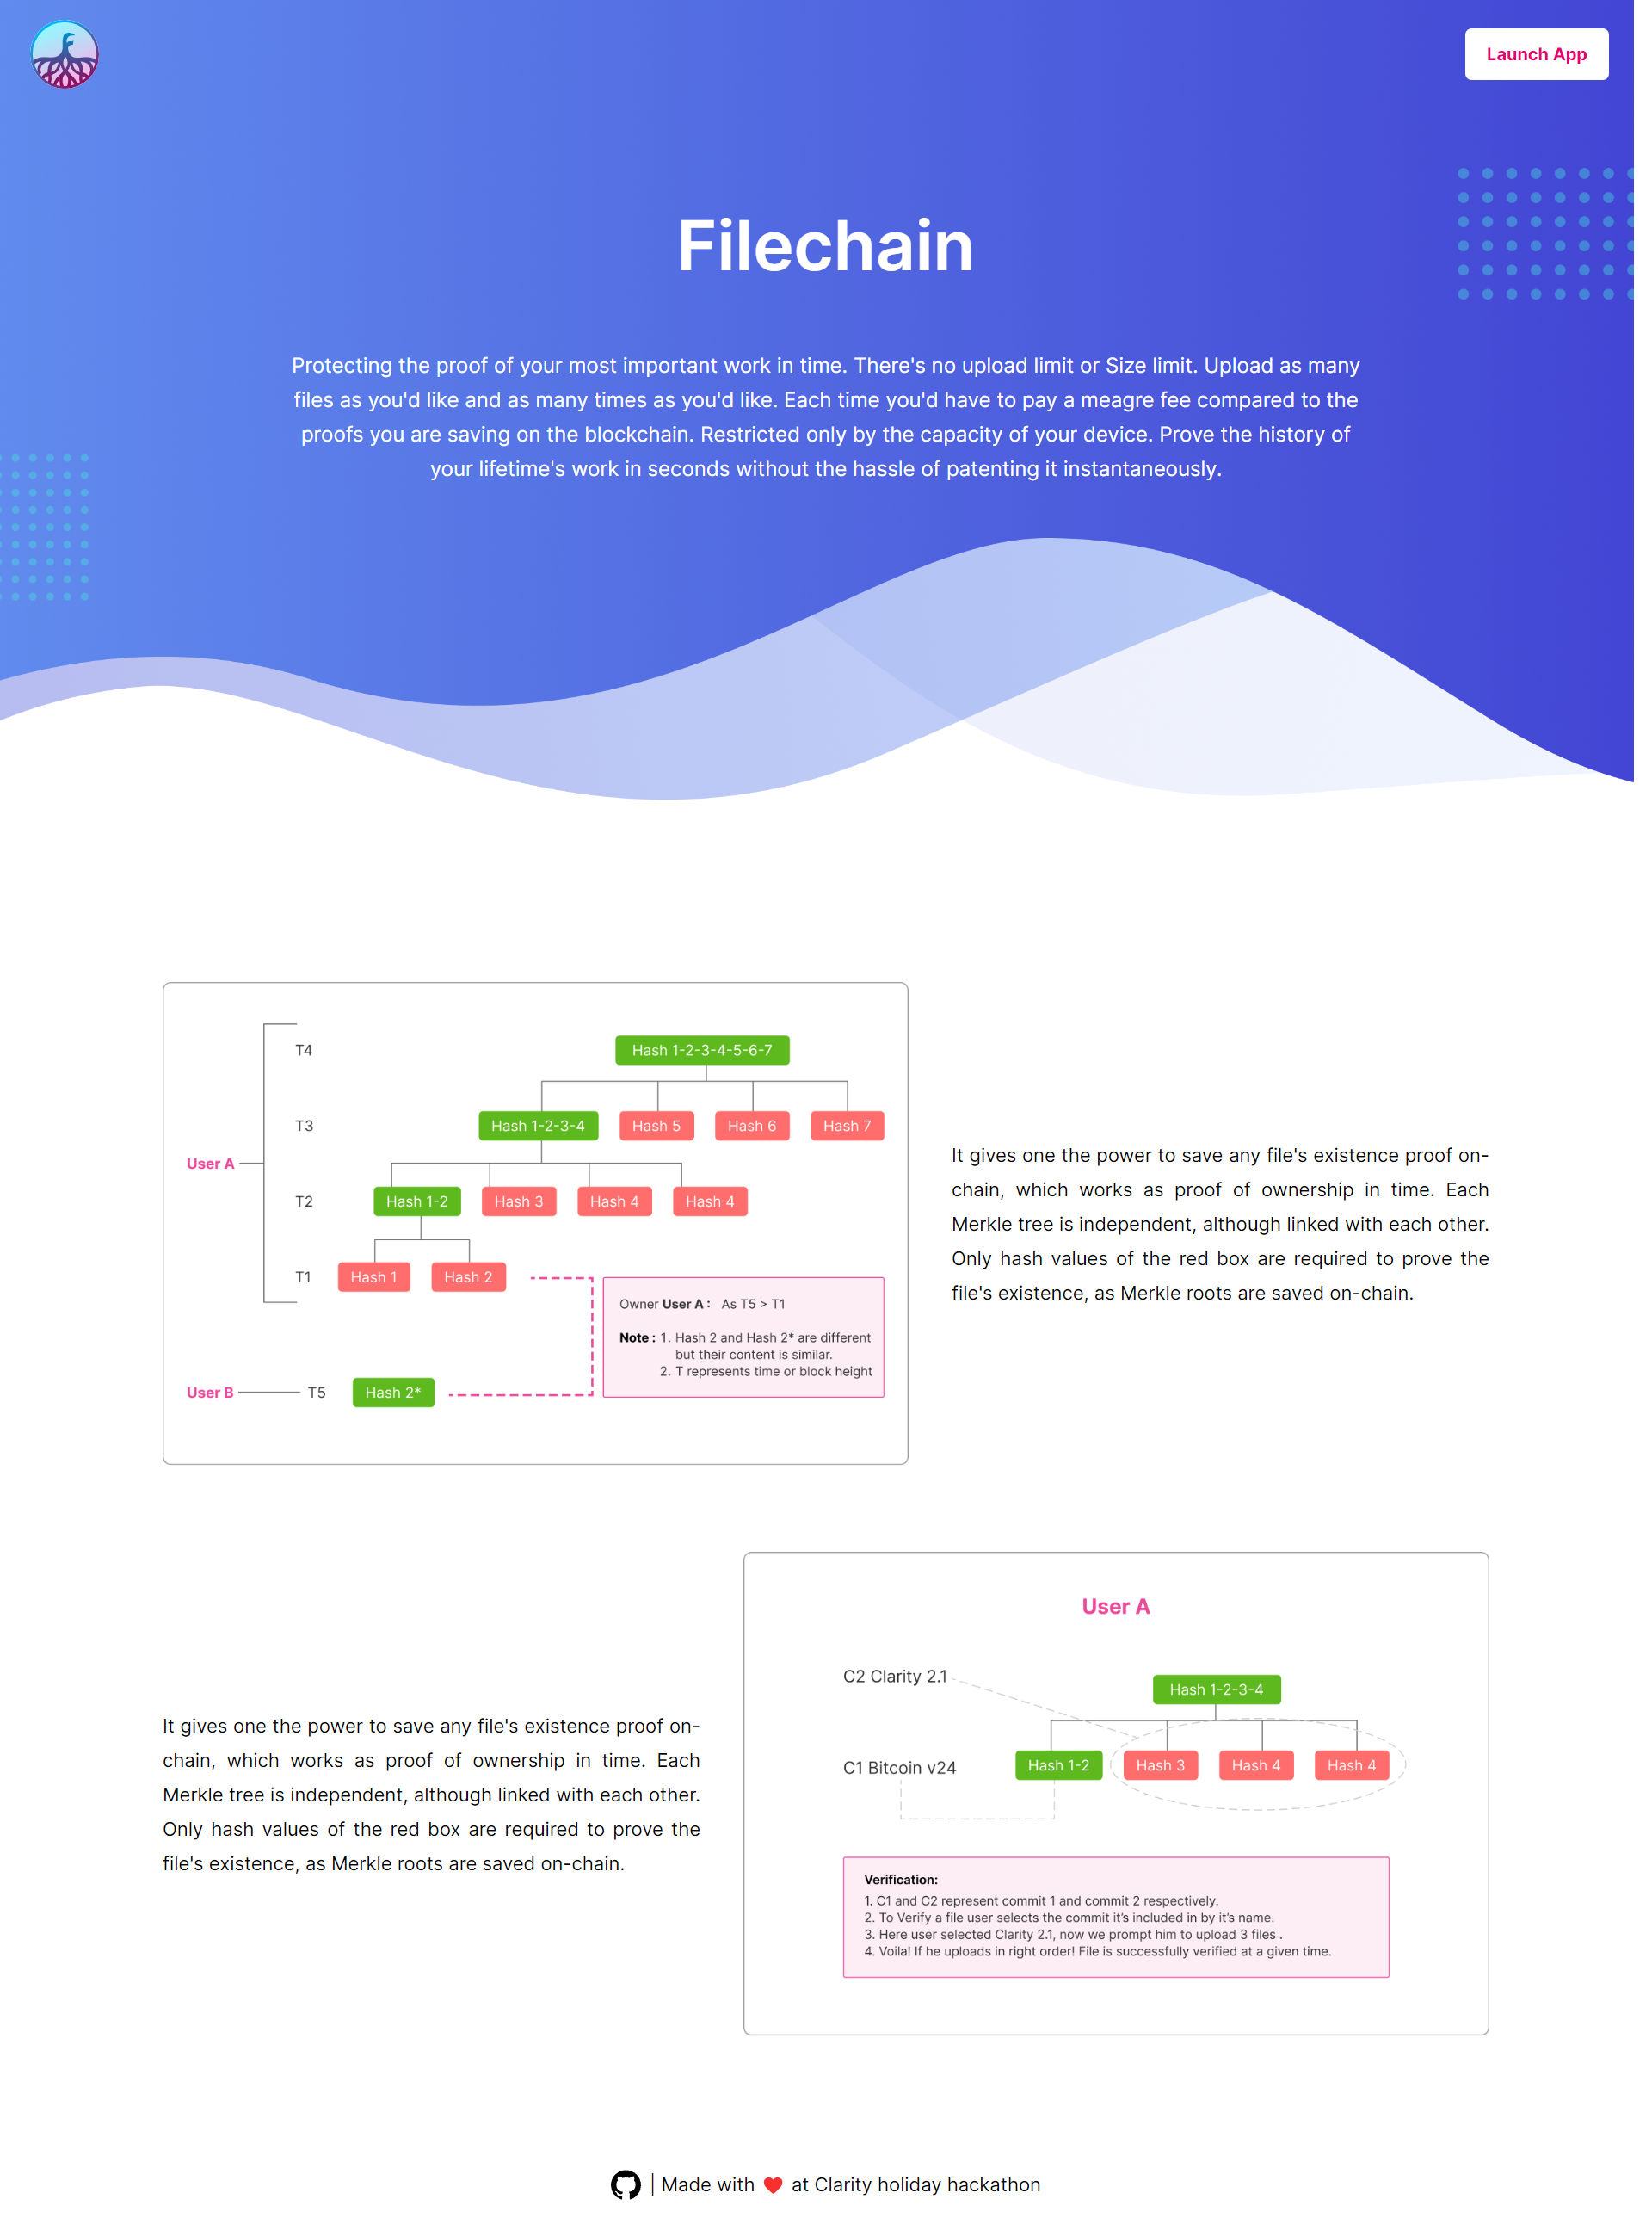 Launch App
Filechain
Protecting the proof of your most important work in time. There's no upload limit or Size limit. Upload as many
files as you'd like and as many times as you'd like. Each time you'd have to pay a meagre fee compared to the
proofs you are saving on the blockchain. Restricted only by the capacity of your device. Prove the history of
your lifetime's work in seconds without the hassle of patenting it instantaneously.
T4
Hash 1-2-3-4-5-6-7
T3
Hash 1-2-3-4
Hash 5
Hash 6
Hash 7
User A
T2
Hash 1-2
Hash 3
Hash 4
Hash 4
T1
Hash 1
Hash 2
Owner User A : As T5 > T1
Note : 1. Hash 2 and Hash 2* are different
but their content is similar.
2. T represents time or block height
User B
T5
Hash 2*
It gives one the power to save any file's existence proof on-
chain, which works as proof of ownership in time. Each
Merkle tree is independent, although linked with each other.
Only hash values of the red box are required to prove the
file's existence, as Merkle roots are saved on-chain.
It gives one the power to save any file's existence proof on-
chain, which works as proof of ownership in time. Each
Merkle tree is independent, although linked with each other.
Only hash values of the red box are required to prove the
file's existence, as Merkle roots are saved on-chain.
User A
C2 Clarity 2.1
Hash 1-2-3-4
C1 Bitcoin v24
Hash 1-2
Hash 3
Hash 4
Hash 4
Verification:
1. C1 and C2 represent commit 1 and commit 2 respectively.
2. To Verify a file user selects the commit it's included in by it's name.
3. Here user selected Clarity 2.1, now we prompt him to upload 3 files .
4. Voila! If he uploads in right order! File is successfully verified at a given time.
| Made with ❤ at Clarity holiday hackathon